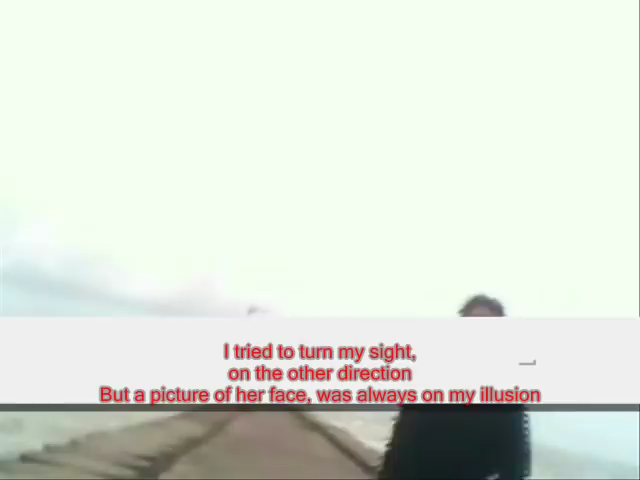 I tried to turn my sight,
on the other direction
But a picture of her face, was always on my illusion